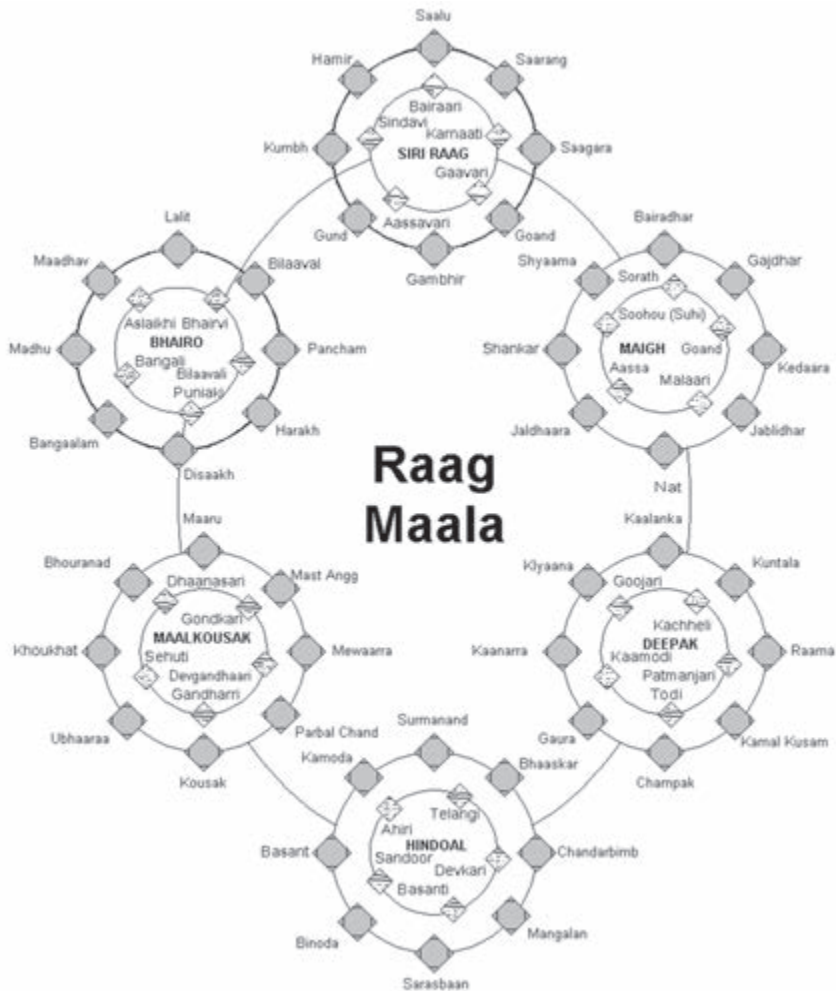 Raag
Maala
Saalu
Hamir
Saarang
Bairaari
Sindavi
Karnaati
Kumbh
SIRI RAAG
Saagara
Gaavari
Aassavari
Gund
Goand
Gambhir
Lalit
Maadhav
Bilaaval
Aslaikhi Bhairvi
BHAIRO
Madhu
Pancham
Bangali
Bilaavali
Puniaki
Bangaalam
Harakh
Disaakh
Bairadhar
Shyaama
Gajdhar
Sorath
Soohou (Suhi)
Shankar
MAIGH
Goand
Kedaara
Aassa
Malaari
Jaldhaara
Jablidhar
Nat
Maaru
Bhouranad
Mast Angg
Dhaanasari
Gondkari
Khoukhat
MAALKOUSAK
Mewaarra
Sehuti
Devgandhaari
Gandharri
Ubhaaraa
Parbal Chand
Kousak
Kaalanka
Klyaana
Kuntala
Goojari
Kachheli
Kaanarra
DEEPAK
Raama
Kaamodi
Patmanjari
Todi
Gaura
Kamal Kusam
Champak
Surmanand
Kamoda
Bhaaskar
Telangi
Ahiri
Basant
HINDOAL
Chandarbimb
Sandoor
Devkari
Basanti
Binoda
Mangalan
Sarasbaan